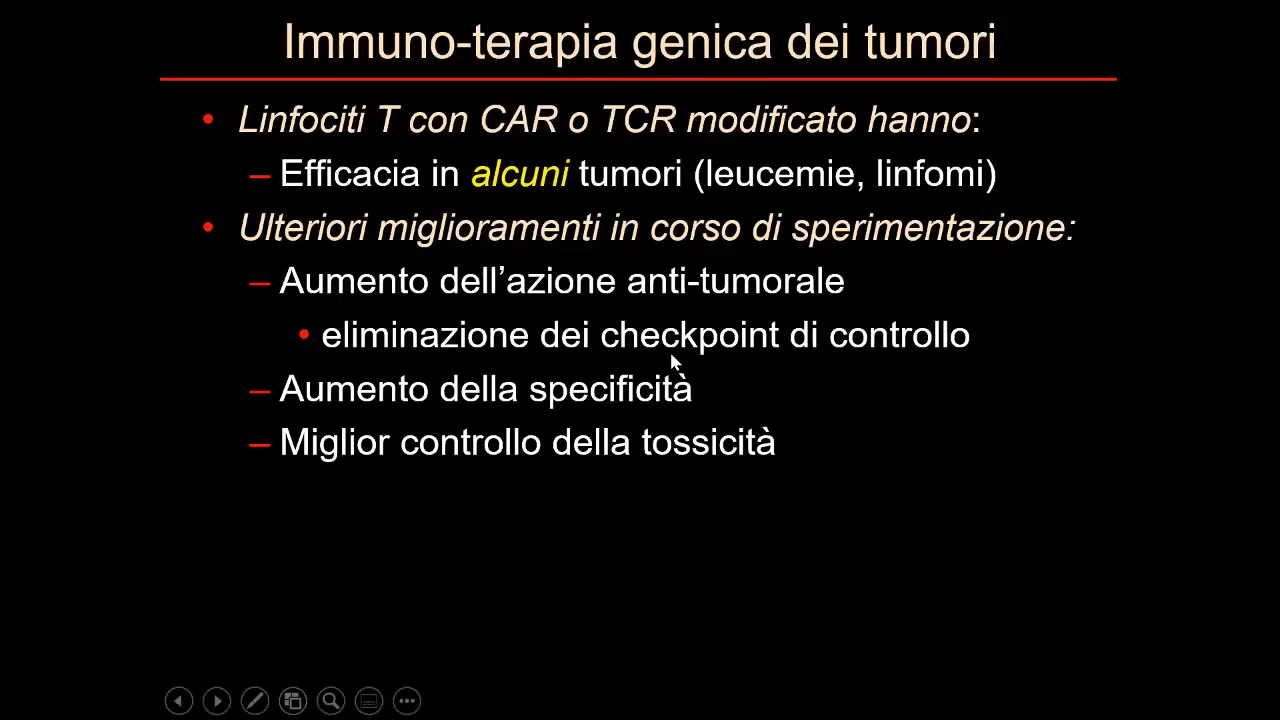 Immuno-terapia genica dei tumori
• Linfociti T con CAR o TCR modificato hanno:
– Efficacia in alcuni tumori (leucemie, linfomi)
• Ulteriori miglioramenti in corso di sperimentazione:
– Aumento dell’azione anti-tumorale
• eliminazione dei checkpoint di controllo
– Aumento della specificità
– Miglior controllo della tossicità